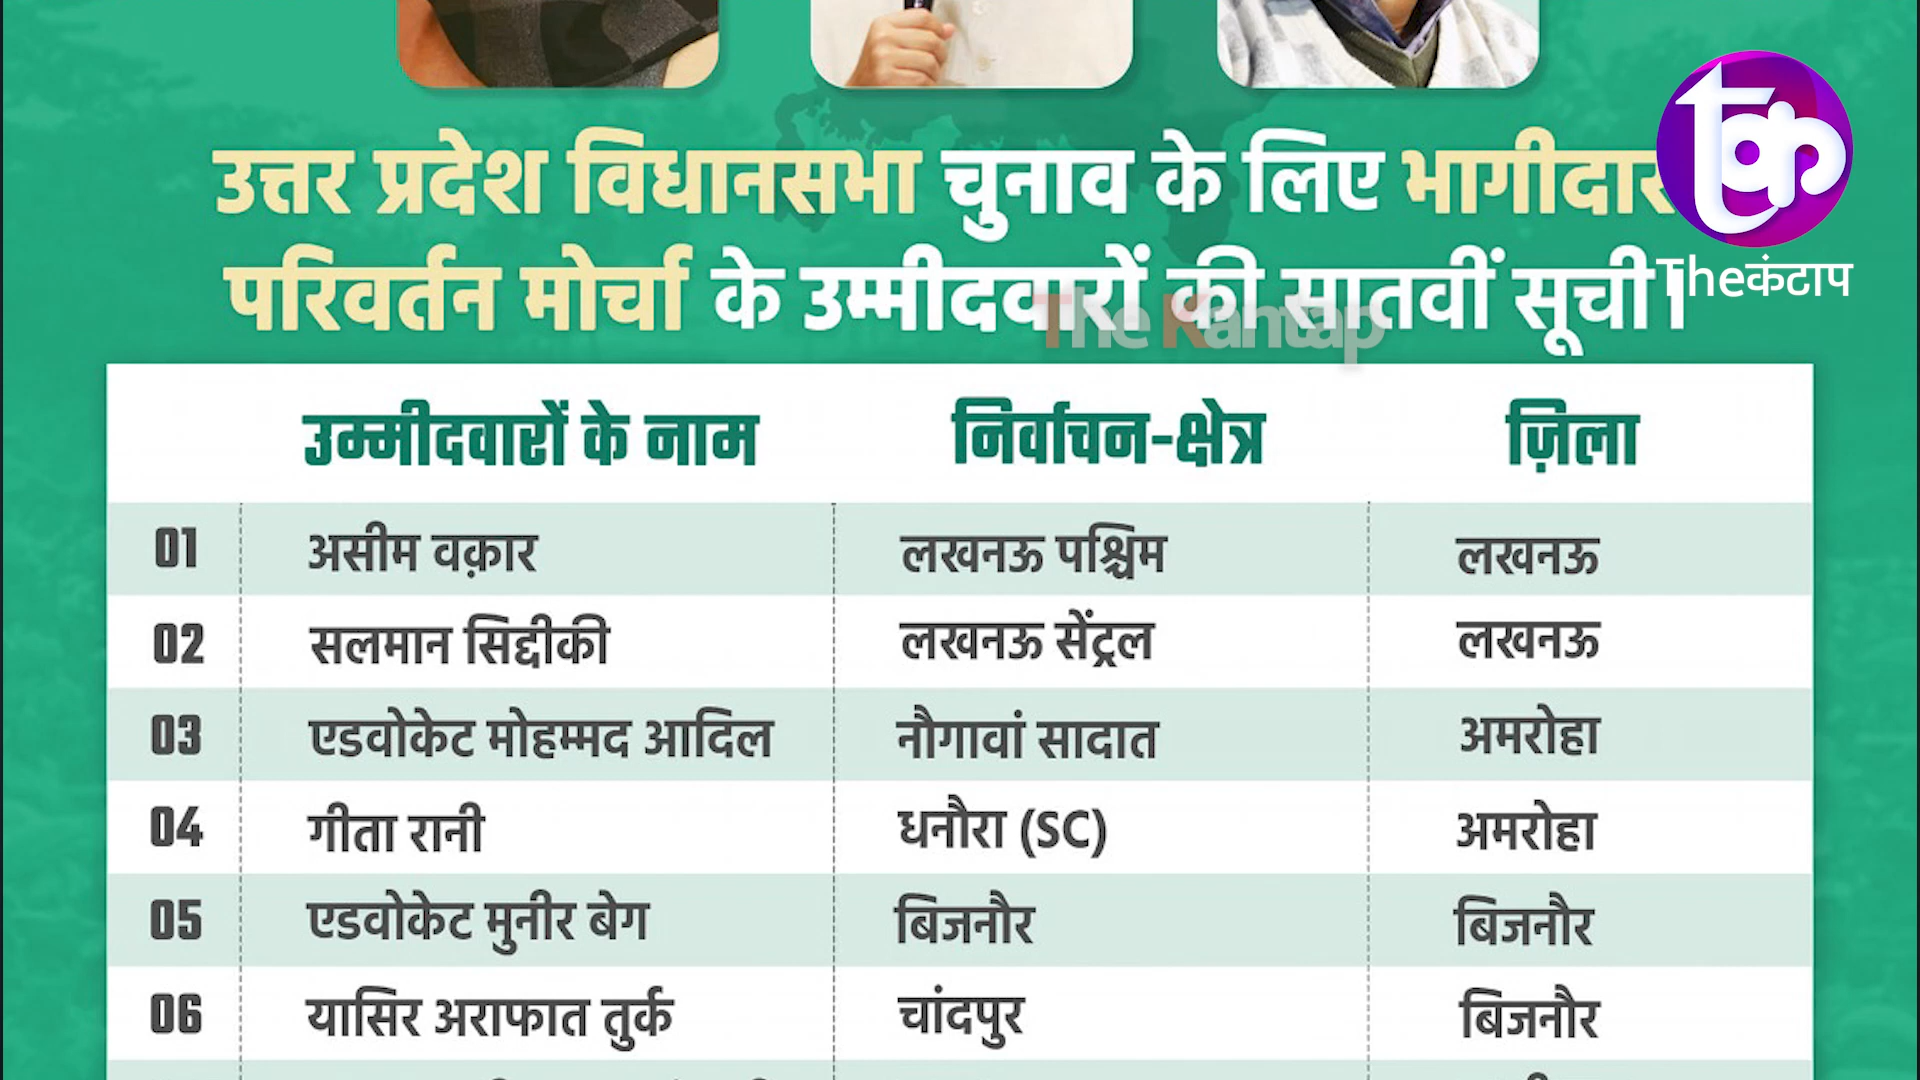 उत्तर प्रदेश विधानसभा चुनाव के लिए भागीदार
परिवर्तन मोर्चा के उम्मीदवारों की सातवीं सूची।
Theकंटाप
The Kantap
उम्मीदवारों के नाम निर्वाचन-क्षेत्र ज़िला
01 असीम वक़ार लखनऊ पश्चिम लखनऊ
02 सलमान सिद्दीकी लखनऊ सेंट्रल लखनऊ
03 एडवोकेट मोहम्मद आदिल नौगावां सादात अमरोहा
04 गीता रानी धनौरा (SC) अमरोहा
05 एडवोकेट मुनीर बेग बिजनौर बिजनौर
06 यासिर अराफात तुर्क चांदपुर बिजनौर